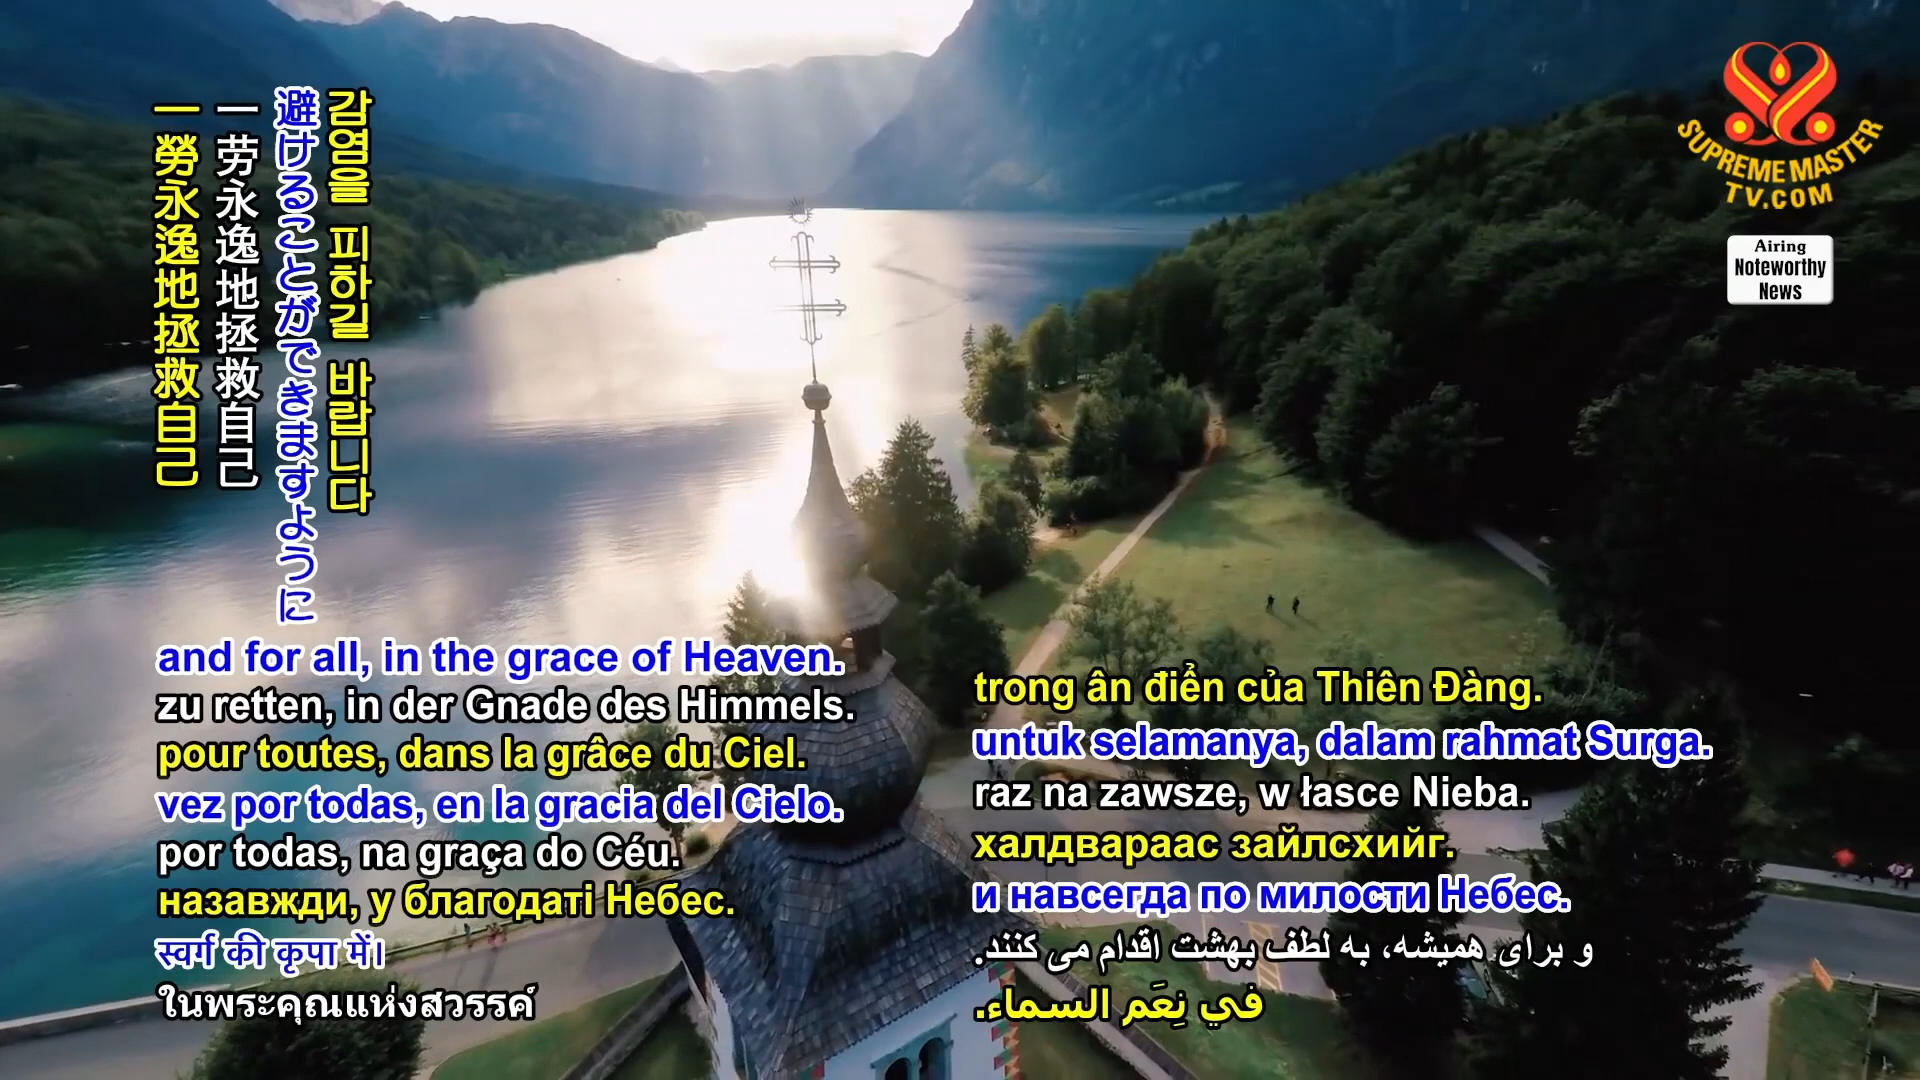 감염을 피하길 바랍니다
避けることができますように
一劳永逸地拯救自己
一勞永逸地拯救自己
SUPREME MASTER
TV.COM
Airing
Noteworthy
News
and for all, in the grace of Heaven.
zu retten, in der Gnade des Himmels.
pour toutes, dans la grâce du Ciel.
vez por todas, en la gracia del Cielo.
por todas, na graça do Céu.
назавжди, у благодаті Небес.
स्वर्ग की कृपा में।
ในพระคุณแห่งสวรรค์
trong ân điển của Thiên Đàng.
untuk selamanya, dalam rahmat Surga.
raz na zawsze, w łasce Nieba.
халдвараас зайлсхийг.
и навсегда по милости Небес.
و برای همیشه، به لطف بهشت اقدام می کنند.
في نِعَم السماء.